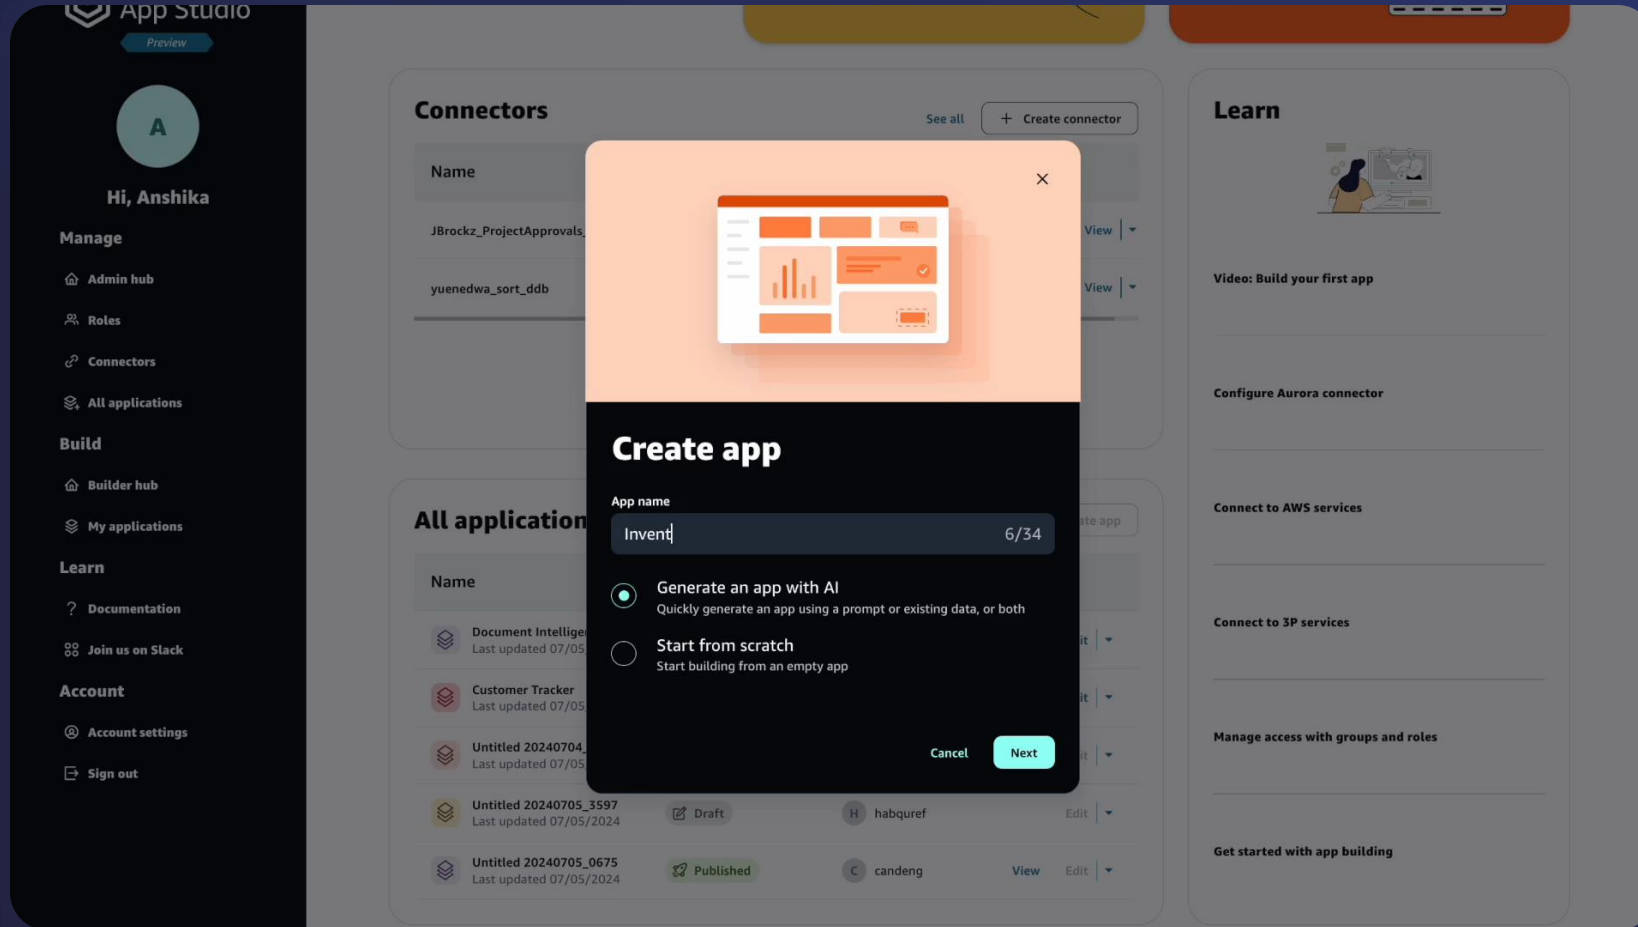 App Studio
Preview
A
Hi, Anshika
Manage
Admin hub
Roles
Connectors
All applications
Build
Builder hub
My applications
Learn
? Documentation
Join us on Slack
Account
Account settings
Sign out
Connectors
See all
+ Create connector
Name
JBrockz_ProjectApprovals_
View
yuenedwa_sort_ddb
View
All application
Name
Document Intellige
Last updated 07/05
Customer Tracker
Last updated 07/05
Untitled 20240704_
Last updated 07/05
Untitled 20240705_3597
Last updated 07/05/2024
Draft
H habquref
Edit
Untitled 20240705_0675
Last updated 07/05/2024
Published
C candeng
View
Edit
Create app
App name
Invent
6/34
Generate an app with AI
Quickly generate an app using a prompt or existing data, or both
Start from scratch
Start building from an empty app
Cancel
Next
Learn
Video: Build your first app
Configure Aurora connector
Connect to AWS services
Connect to 3P services
Manage access with groups and roles
Get started with app building